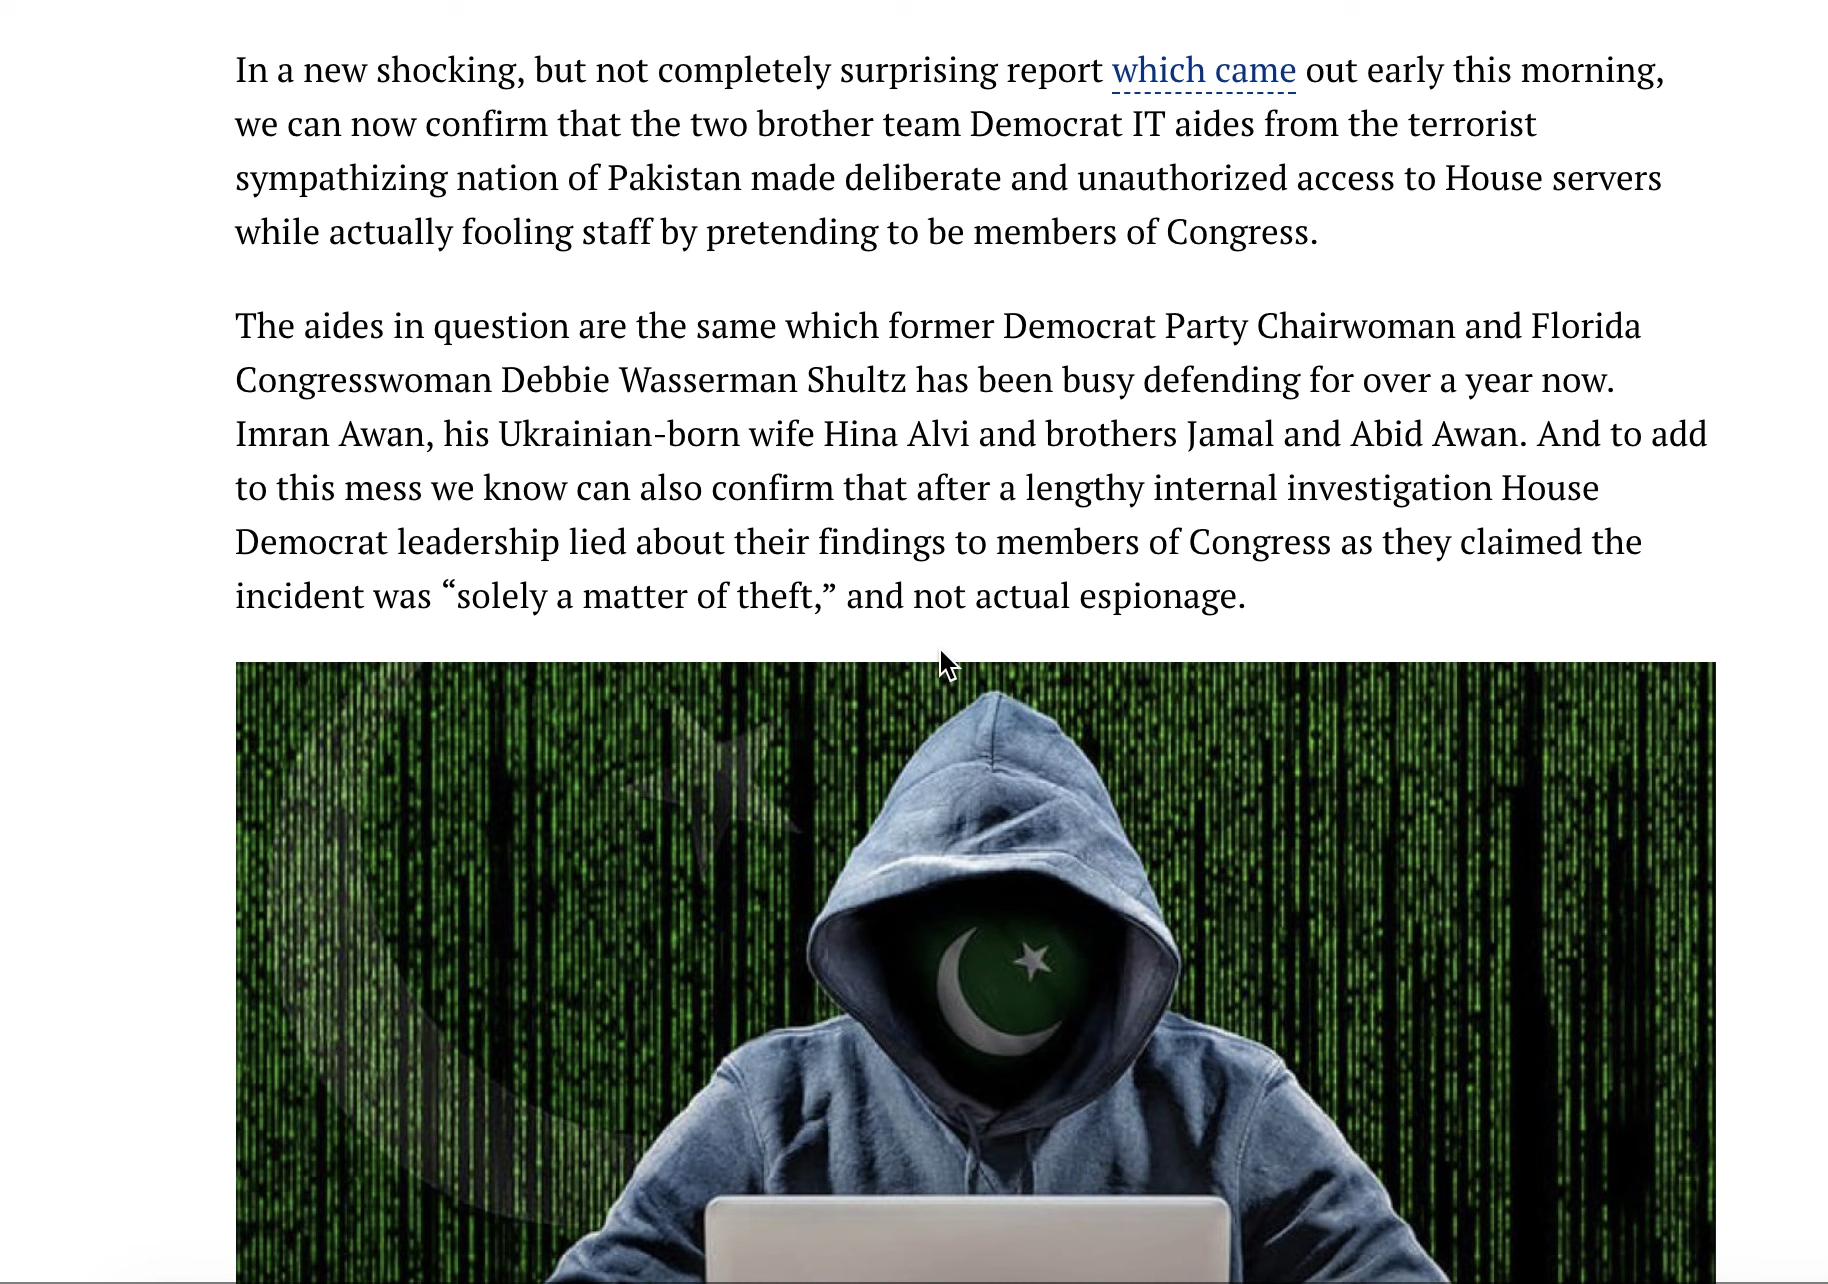 In a new shocking, but not completely surprising report which came out early this morning,
we can now confirm that the two brother team Democrat IT aides from the terrorist
sympathizing nation of Pakistan made deliberate and unauthorized access to House servers
while actually fooling staff by pretending to be members of Congress.
The aides in question are the same which former Democrat Party Chairwoman and Florida
Congresswoman Debbie Wasserman Shultz has been busy defending for over a year now.
Imran Awan, his Ukrainian-born wife Hina Alvi and brothers Jamal and Abid Awan. And to add
to this mess we know can also confirm that after a lengthy internal investigation House
Democrat leadership lied about their findings to members of Congress as they claimed the
incident was “solely a matter of theft,” and not actual espionage.